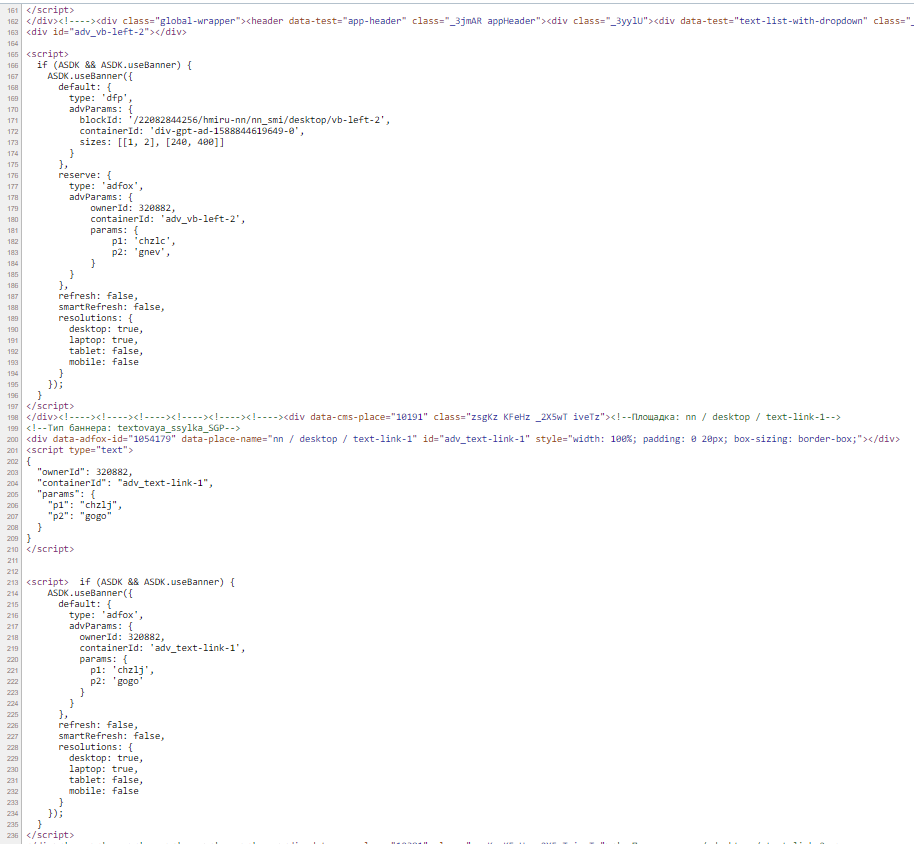 161 </script>
162 </div><!----><div class="global-wrapper"><header data-test="app-header" class="_3jmAR appHeader"><div class="_3yylU"><div data-test="text-list-with-dropdown" class="_
163 <div id="adv_vb-left-2"></div>
164
165 <script>
166 if (ASDK && ASDK.useBanner) {
167 ASDK.useBanner({
168 default: {
169 type: 'dfp',
170 advParams: {
171 blockId: '/22082844256/hmiru-nn/nn_smi/desktop/vb-left-2',
172 containerId: 'div-gpt-ad-1588844619649-0',
173 sizes: [[1, 2], [240, 400]]
174 }
175 },
176 reserve: {
177 type: 'adfox',
178 advParams: {
179 ownerId: 320882,
180 containerId: 'adv_vb-left-2',
181 params: {
182 p1: 'chzlc',
183 p2: 'gnev',
184 }
185 }
186 },
187 refresh: false,
188 smartRefresh: false,
189 resolutions: {
190 desktop: true,
191 laptop: true,
192 tablet: false,
193 mobile: false
194 }
195 });
196 }
197 </script>
198 </div><!----><!----><!----><!----><!----><div data-cms-place="10191" class="zsgKz KFeHz _2X5wT iveTz"><!--Площадка: nn / desktop / text-link-1-->
199 <!--Тип баннера: textovaya_ssylka_SGP-->
200 <div data-adfox-id="1054179" data-place-name="nn / desktop / text-link-1" id="adv_text-link-1" style="width: 100%; padding: 0 20px; box-sizing: border-box;"></div>
201 <script type="text">
202 {
203 "ownerId": 320882,
204 "containerId": "adv_text-link-1",
205 "params": {
206 "p1": "chzlj",
207 "p2": "gogo"
208 }
209 }
210 </script>
211
212
213 <script> if (ASDK && ASDK.useBanner) {
214 ASDK.useBanner({
215 default: {
216 type: 'adfox',
217 advParams: {
218 ownerId: 320882,
219 containerId: 'adv_text-link-1',
220 params: {
221 p1: 'chzlj',
222 p2: 'gogo'
223 }
224 }
225 },
226 refresh: false,
227 smartRefresh: false,
228 resolutions: {
229 desktop: true,
230 laptop: true,
231 tablet: false,
232 mobile: false
233 }
234 });
235 }
236 </script>